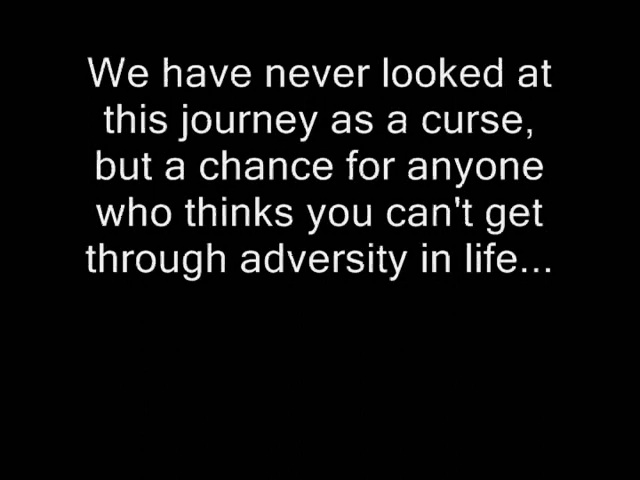 We have never looked at
this journey as a curse,
but a chance for anyone
who thinks you can't get
through adversity in life...